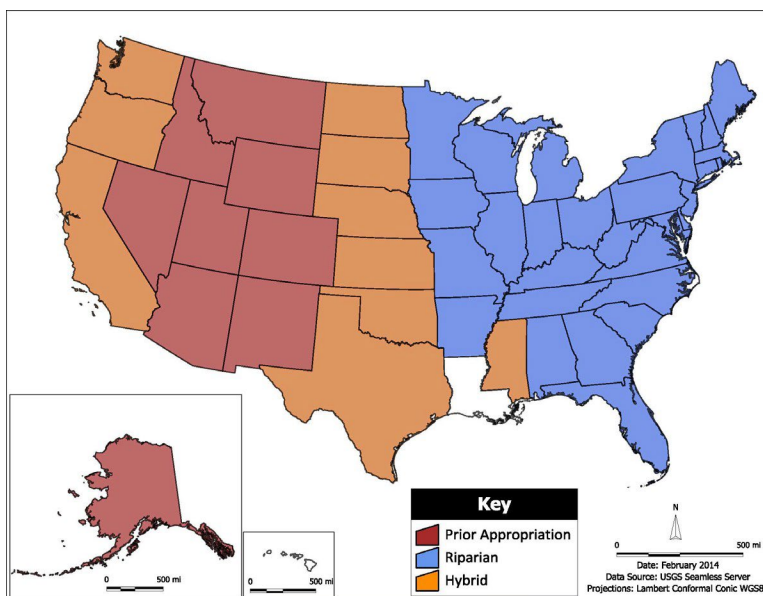 Key
Prior Appropriation
Riparian
Hybrid
N
0 500 mi
0 500 mi
0 500 mi
Date: February 2014
Data Source: USGS Seamless Server
Projections: Lambert Conformal Conic WGS8